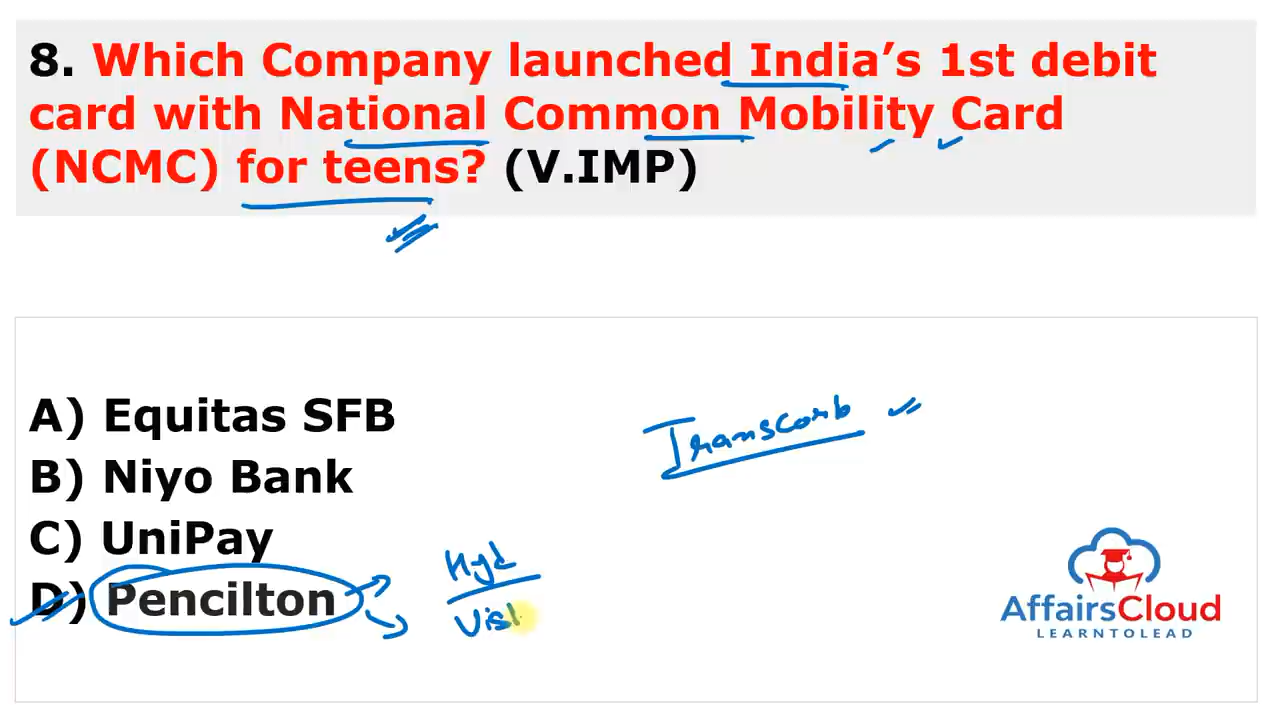 8. Which Company launched India’s 1st debit
card with National Common Mobility Card
(NCMC) for teens? (V.IMP)
A) Equitas SFB
Transcorb
B) Niyo Bank
C) UniPay
Hyd
D) Pencilton
AffairsCloud
LEARNTOLEAD